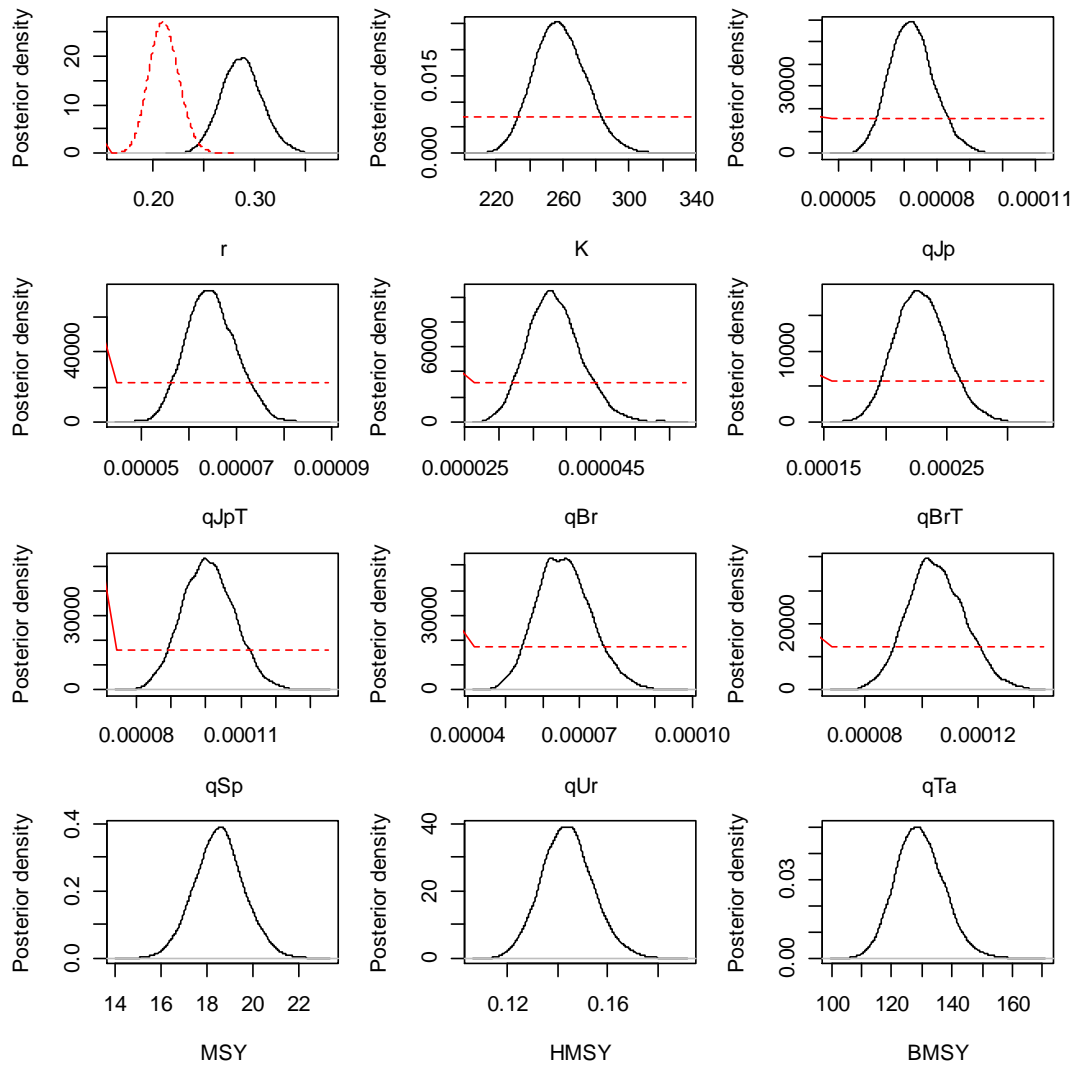 Posterior density
0 10 20
0.20 0.30
r
Posterior density
0.000 0.015
220 260 300 340
K
Posterior density
0 30000
0.00005 0.00008 0.00011
qJp
Posterior density
0 40000
0.00005 0.00007 0.00009
qJpT
Posterior density
0 60000
0.000025 0.000045
qBr
Posterior density
0 10000
0.00015 0.00025
qBrT
Posterior density
0 30000
0.00008 0.00011
qSp
Posterior density
0 30000
0.00004 0.00007 0.00010
qUr
Posterior density
0 20000
0.00008 0.00012
qTa
Posterior density
0.0 0.2 0.4
14 16 18 20 22
MSY
Posterior density
0 20 40
0.12 0.16
HMSY
Posterior density
0.00 0.03
100 120 140 160
BMSY